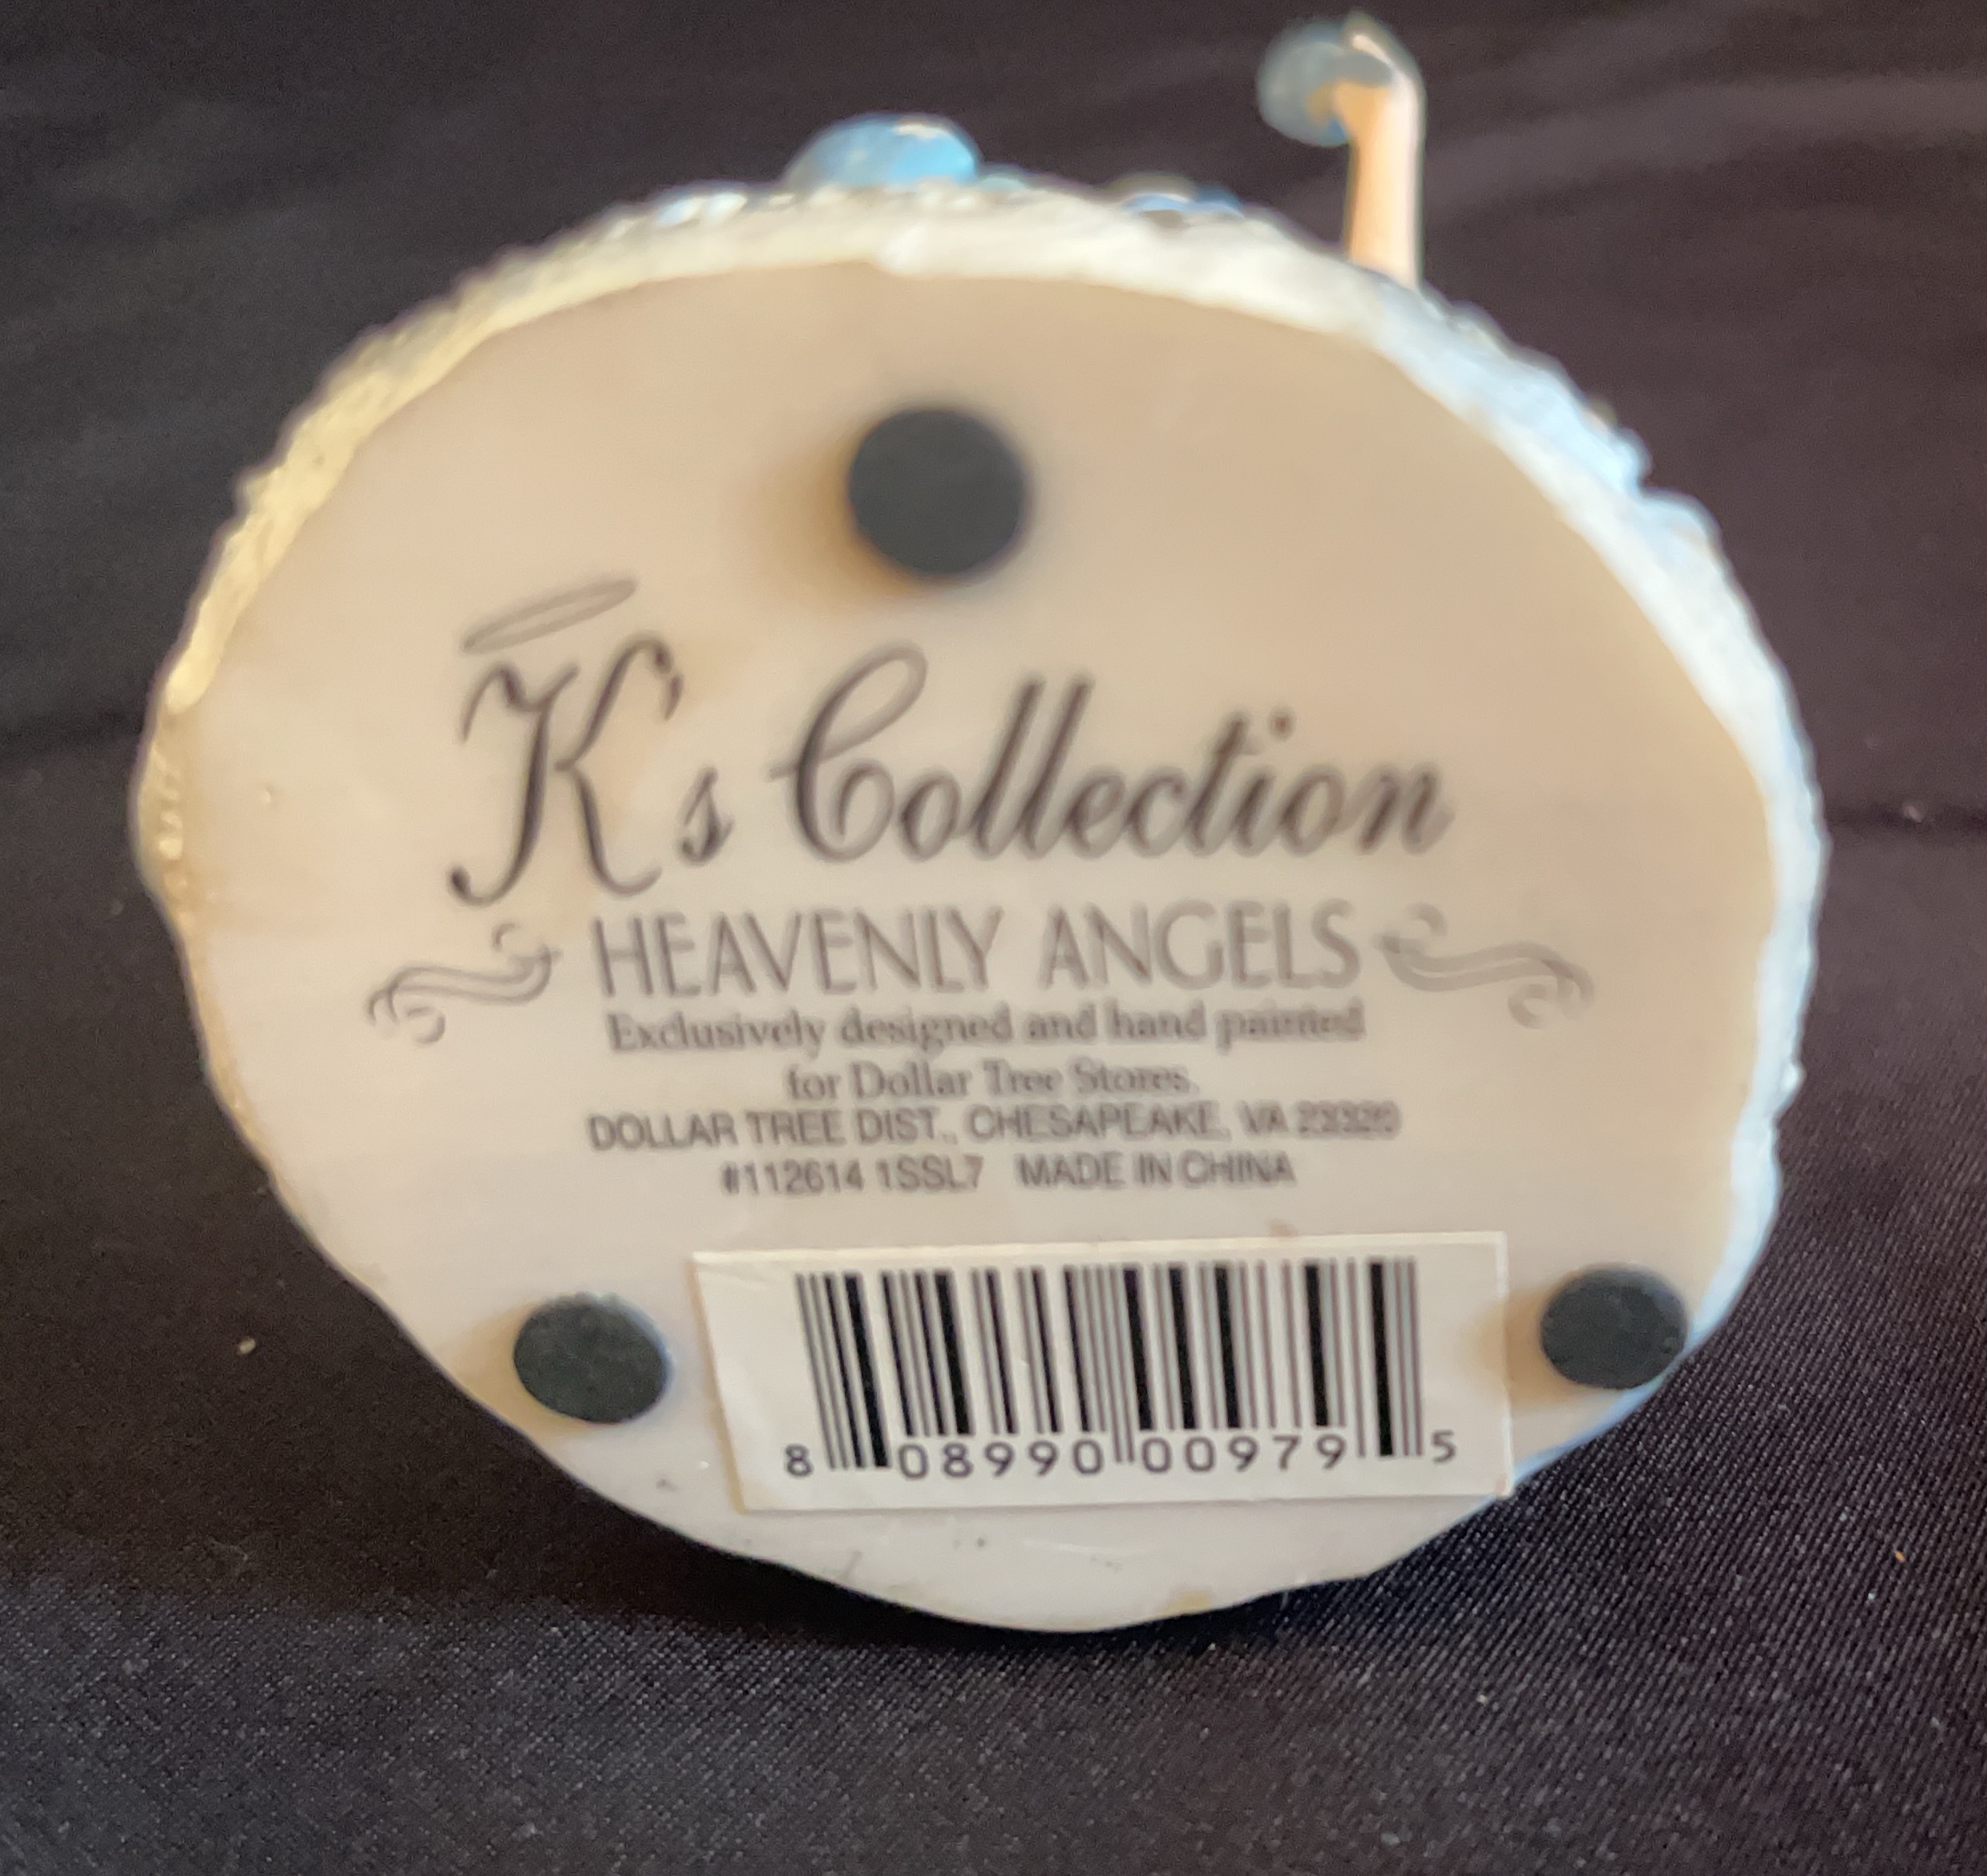 K's Collection
HEAVENLY ANGELS
Exclusively designed and hand painted
for Dollar Tree Stores.
DOLLAR TREE DIST., CHESAPEAKE, VA 23320
#112614 1SSL7 MADE IN CHINA
8 08990 00979 5